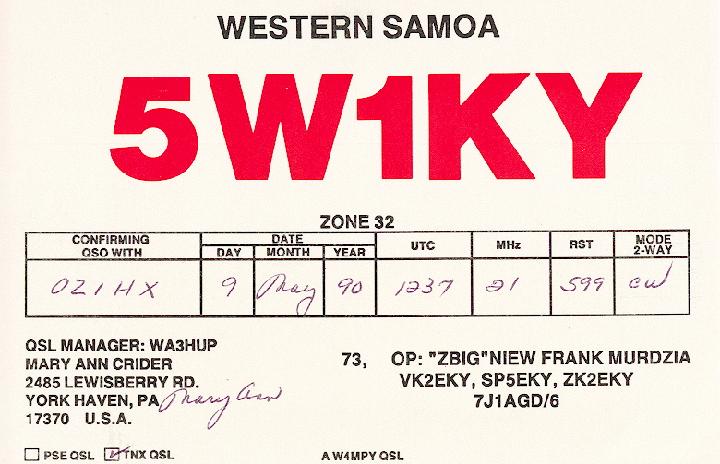 WESTERN SAMOA
5W1KY
ZONE 32
CONFIRMING QSO WITH DATE DAY MONTH YEAR UTC MHz RST MODE 2-WAY
OZ1HX 9 May 90 1237 21 599 CW
QSL MANAGER: WA3HUP
MARY ANN CRIDER
2485 LEWISBERRY RD.
YORK HAVEN, PA Mary Ann
17370 U.S.A.
73, OP: "ZBIG"NIEW FRANK MURDZIA
VK2EKY, SP5EKY, ZK2EKY
7J1AGD/6
PSE QSL TNX QSL
A W4MPY QSL